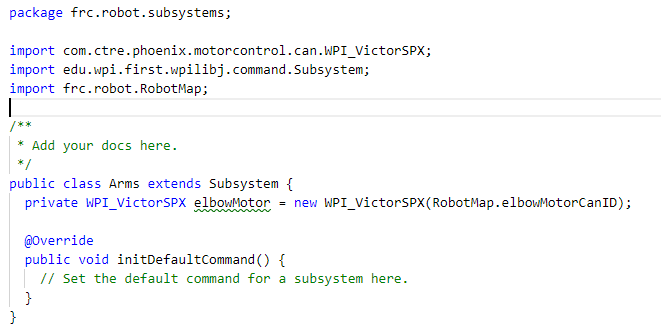 package frc.robot.subsystems;
import com.ctre.phoenix.motorcontrol.can.WPI_VictorSPX;
import edu.wpi.first.wpilibj.command.Subsystem;
import frc.robot.RobotMap;
/**
 * Add your docs here.
 */
public class Arms extends Subsystem {
  private WPI_VictorSPX elbowMotor = new WPI_VictorSPX(RobotMap.elbowMotorCanID);
  @Override
  public void initDefaultCommand() {
    // Set the default command for a subsystem here.
  }
}